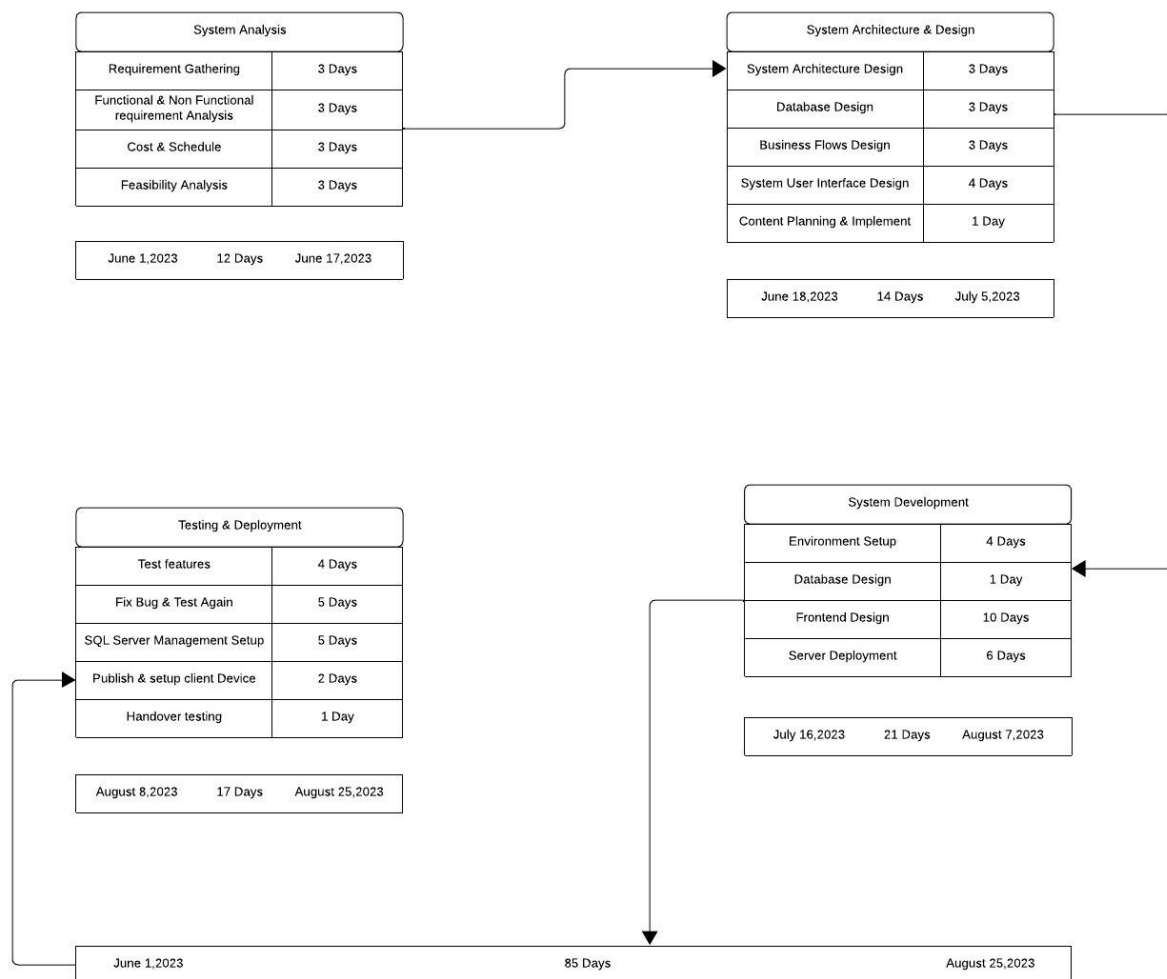 System Analysis
Requirement Gathering 3 Days
Functional & Non Functional
requirement Analysis 3 Days
Cost & Schedule 3 Days
Feasibility Analysis 3 Days
June 1,2023 12 Days June 17,2023
System Architecture & Design
System Architecture Design 3 Days
Database Design 3 Days
Business Flows Design 3 Days
System User Interface Design 4 Days
Content Planning & Implement 1 Day
June 18,2023 14 Days July 5,2023
Testing & Deployment
Test features 4 Days
Fix Bug & Test Again 5 Days
SQL Server Management Setup 5 Days
Publish & setup client Device 2 Days
Handover testing 1 Day
August 8,2023 17 Days August 25,2023
System Development
Environment Setup 4 Days
Database Design 1 Day
Frontend Design 10 Days
Server Deployment 6 Days
July 16,2023 21 Days August 7,2023
June 1,2023 85 Days August 25,2023